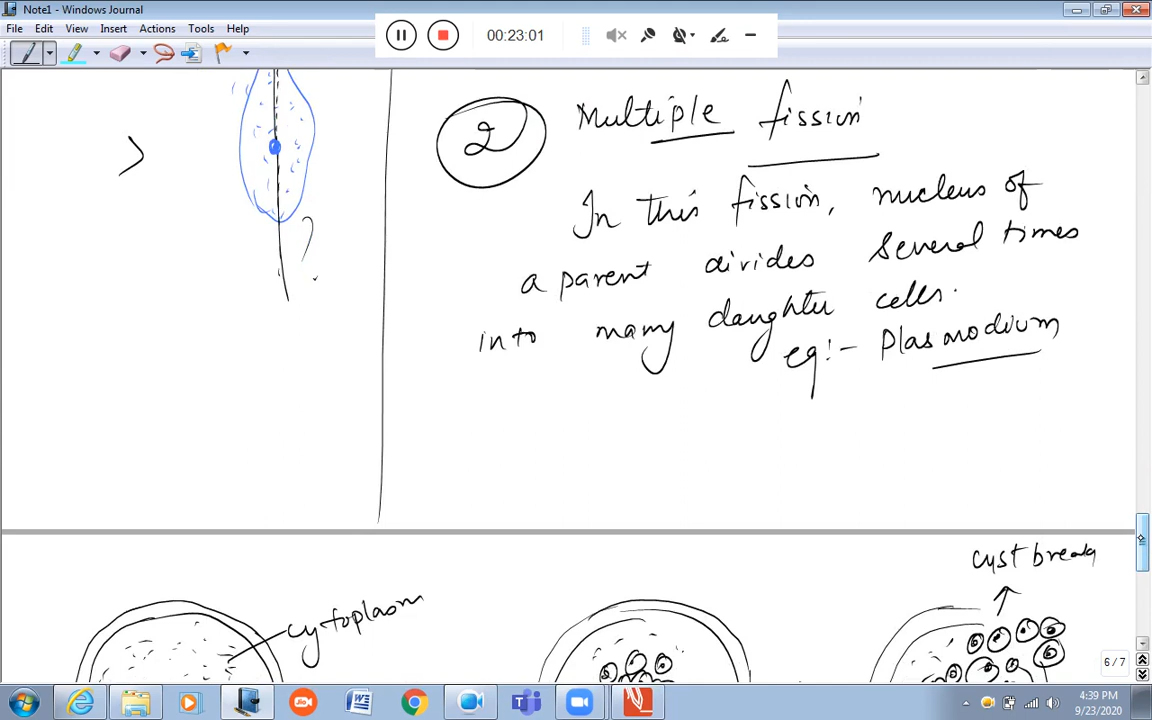 Note1 - Windows Journal
File Edit View Insert Actions Tools Help
00:23:01
2 Multiple fission
In this fission, nucleus of
a parent divides several times
into many daughter cells.
eg:- Plasmodium
?
cyst break
cytoplasm
6 / 7
Jio
4:39 PM
9/23/2020